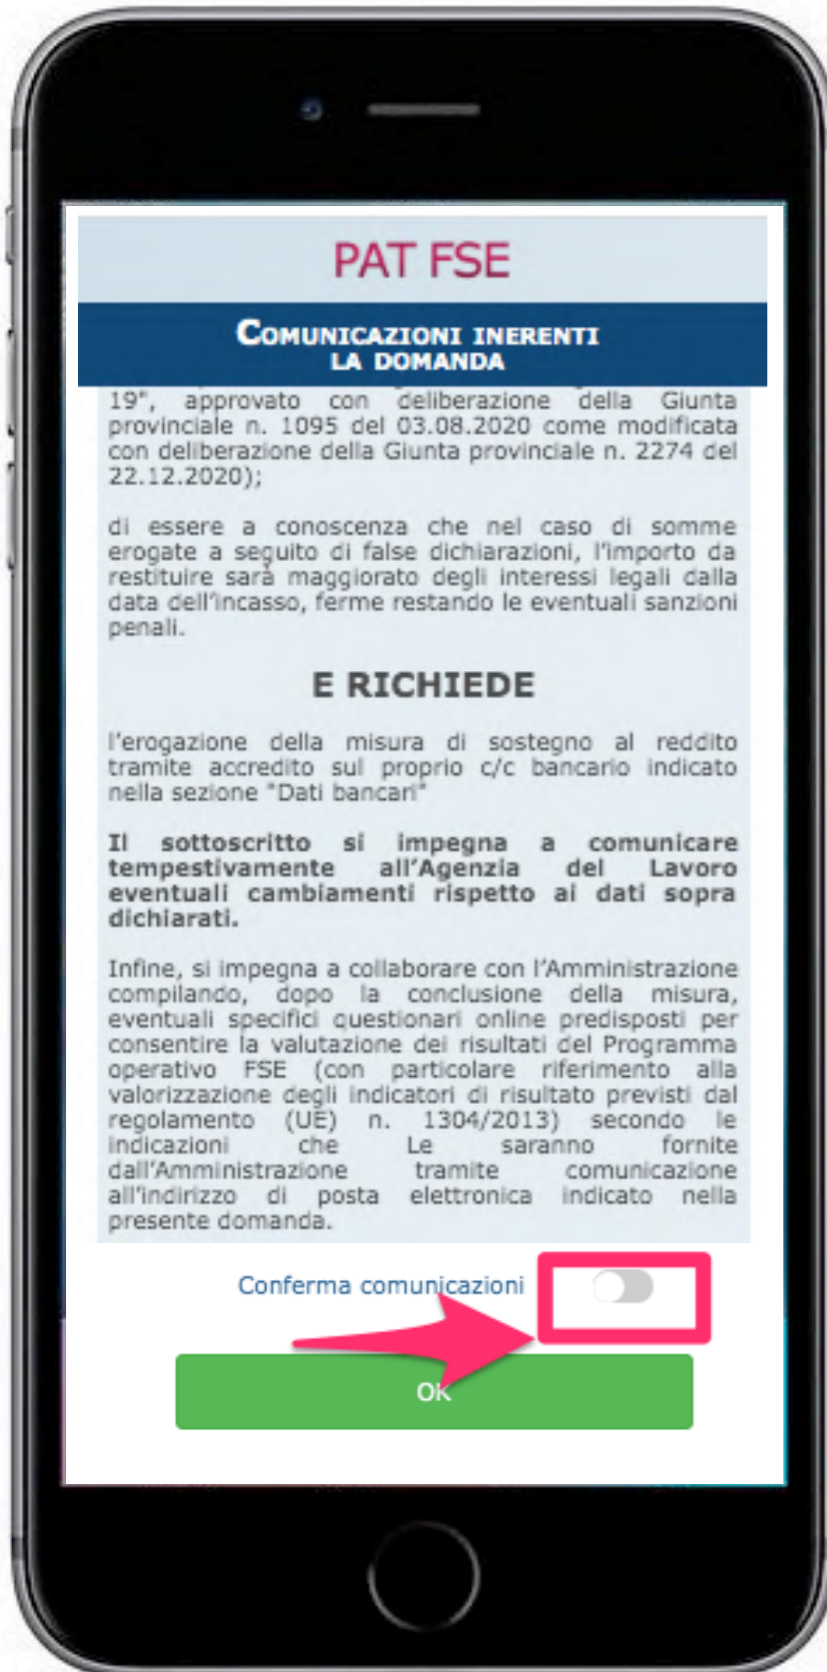 PAT FSE
COMUNICAZIONI INERENTI
LA DOMANDA
19", approvato con deliberazione della Giunta
provinciale n. 1095 del 03.08.2020 come modificata
con deliberazione della Giunta provinciale n. 2274 del
22.12.2020);
di essere a conoscenza che nel caso di somme
erogate a seguito di false dichiarazioni, l'importo da
restituire sarà maggiorato degli interessi legali dalla
data dell'incasso, ferme restando le eventuali sanzioni
penali.
E RICHIEDE
l'erogazione della misura di sostegno al reddito
tramite accredito sul proprio c/c bancario indicato
nella sezione "Dati bancari"
Il sottoscritto si impegna a comunicare
tempestivamente all'Agenzia del Lavoro
eventuali cambiamenti rispetto ai dati sopra
dichiarati.
Infine, si impegna a collaborare con l'Amministrazione
compilando, dopo la conclusione della misura,
eventuali specifici questionari online predisposti per
consentire la valutazione dei risultati del Programma
operativo FSE (con particolare riferimento alla
valorizzazione degli indicatori di risultato previsti dal
regolamento (UE) n. 1304/2013) secondo le
indicazioni che Le saranno fornite
dall'Amministrazione tramite comunicazione
all'indirizzo di posta elettronica indicato nella
presente domanda.
Conferma comunicazioni
OK